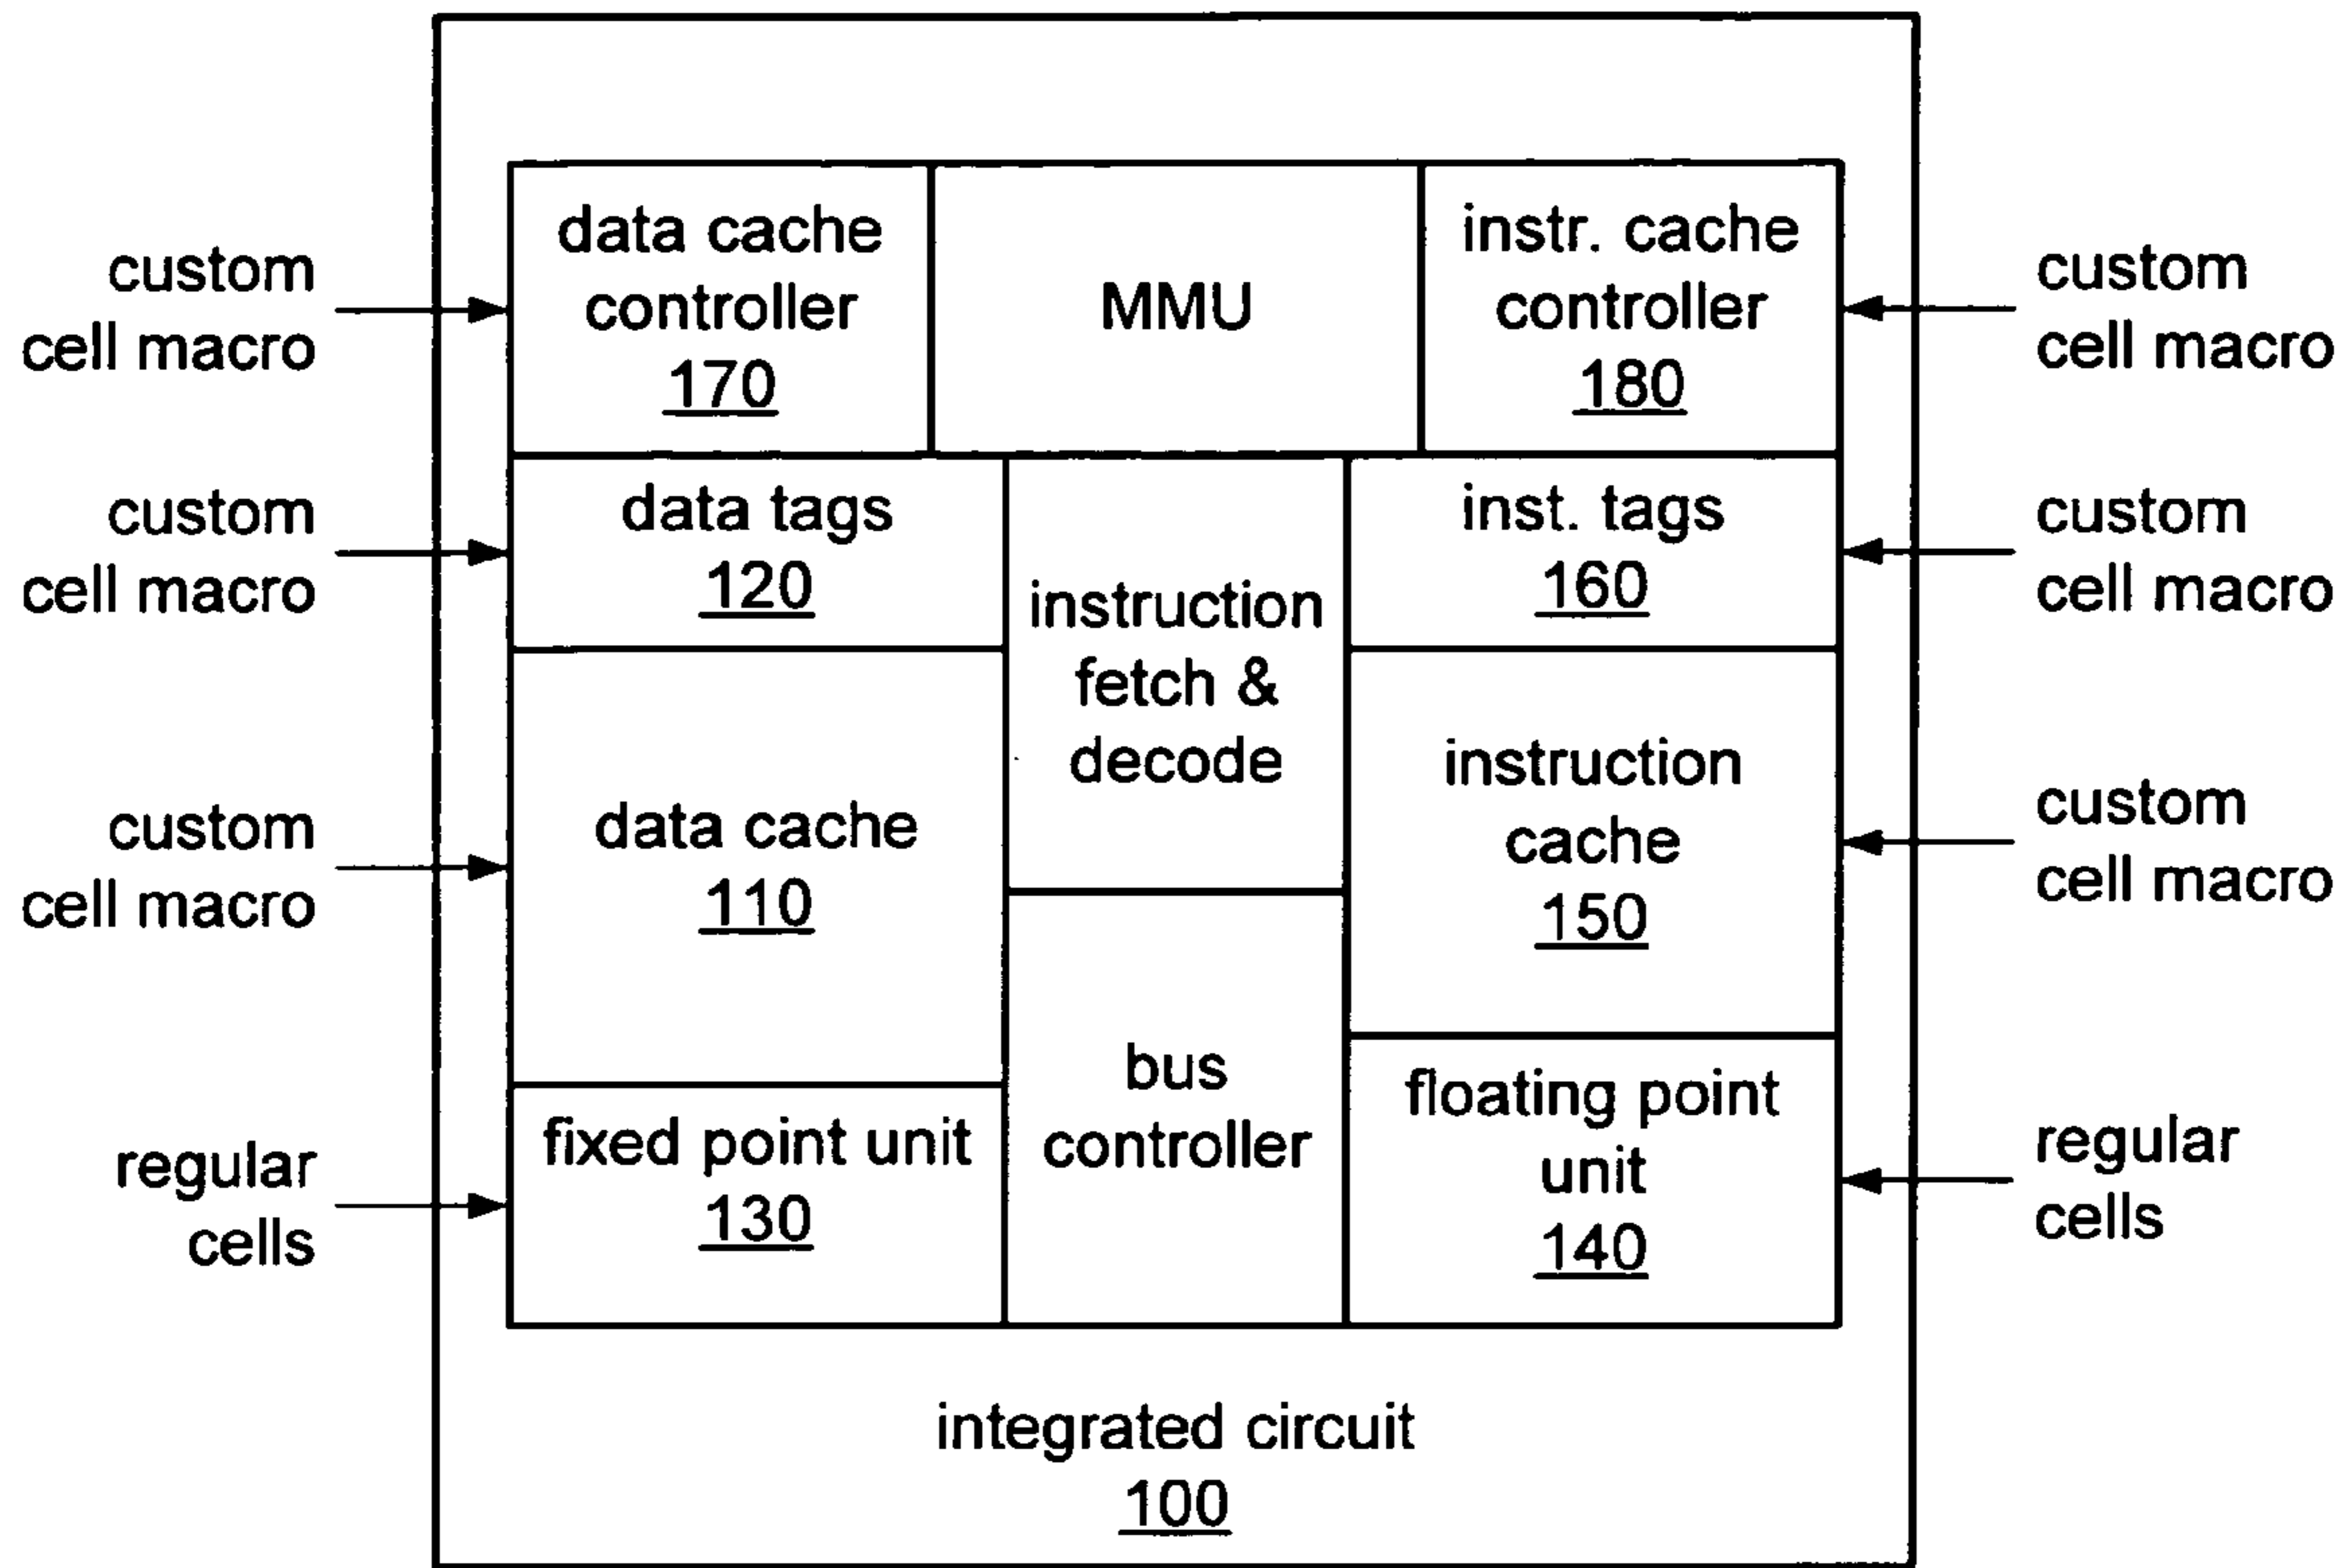 custom
cell macro
data cache
controller
170
MMU
instr. cache
controller
180
custom
cell macro
custom
cell macro
data tags
120
instruction
fetch &
decode
inst. tags
160
custom
cell macro
custom
cell macro
data cache
110
instruction
cache
150
custom
cell macro
regular
cells
fixed point unit
130
bus
controller
floating point
unit
140
regular
cells
integrated circuit
100